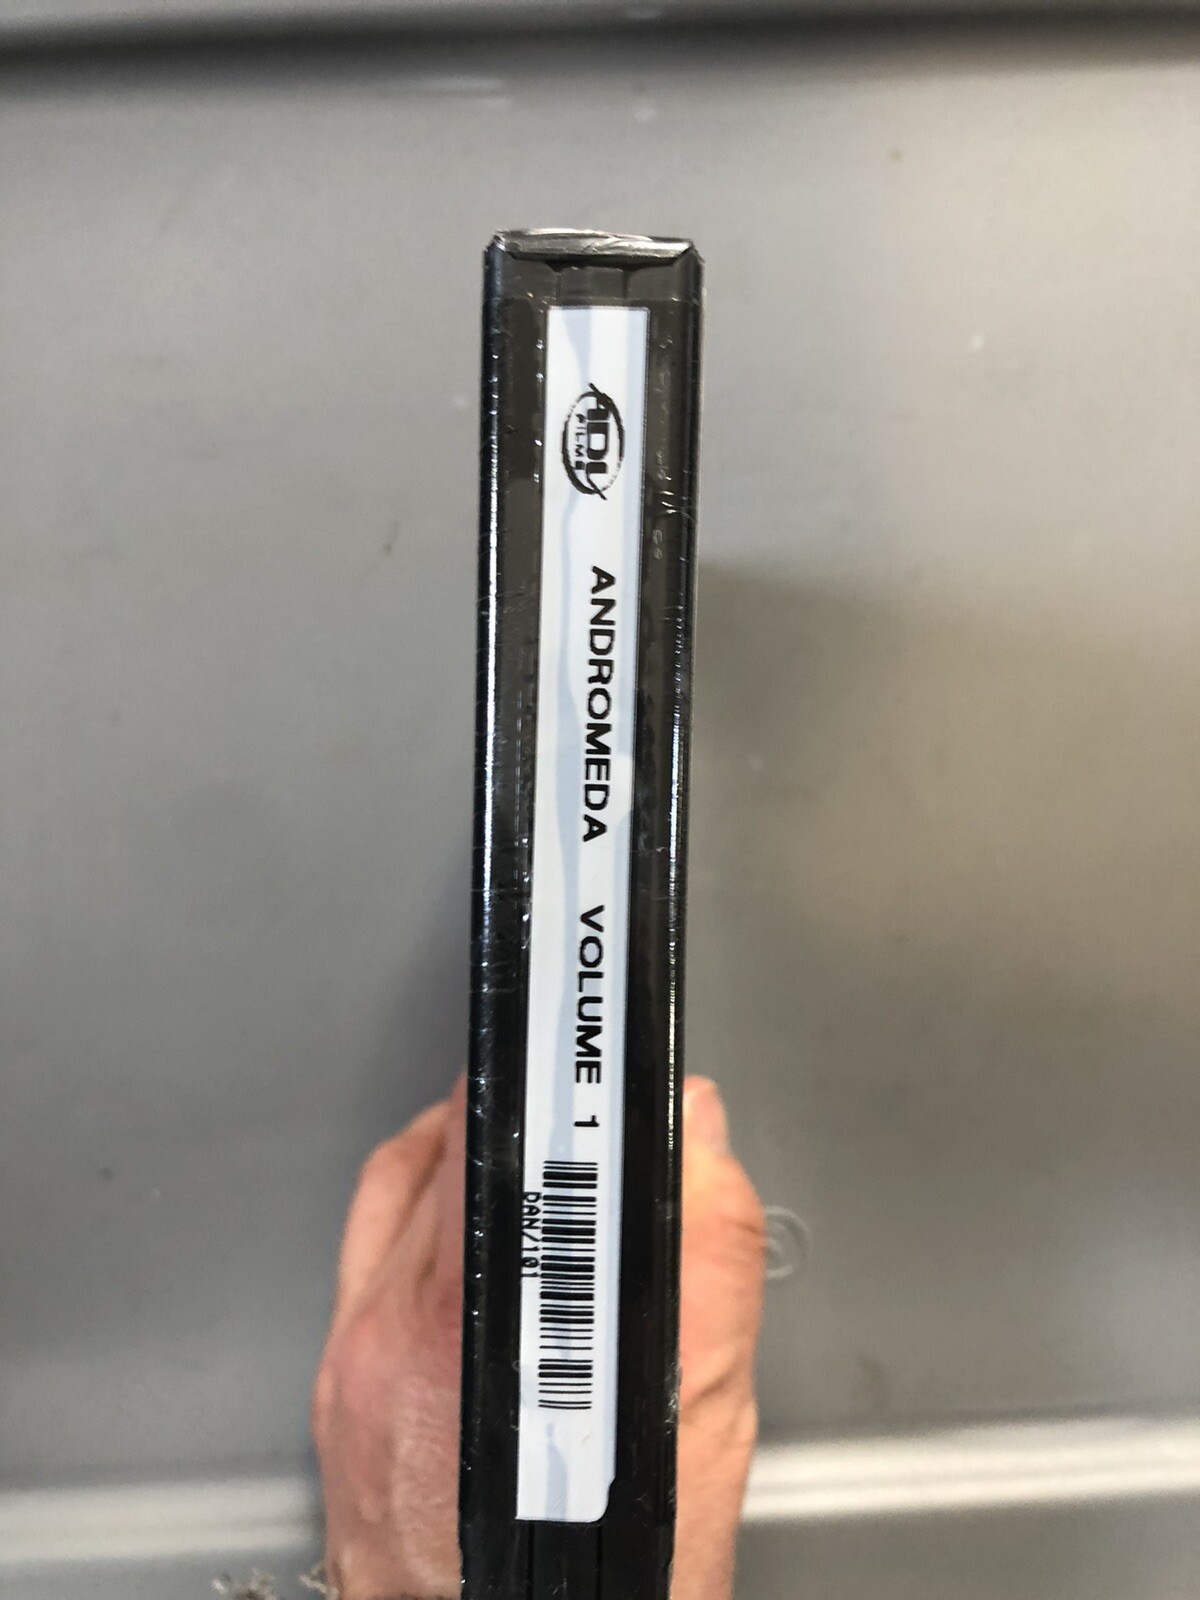 ADV
FILMS
ANDROMEDA VOLUME 1
DAN/101